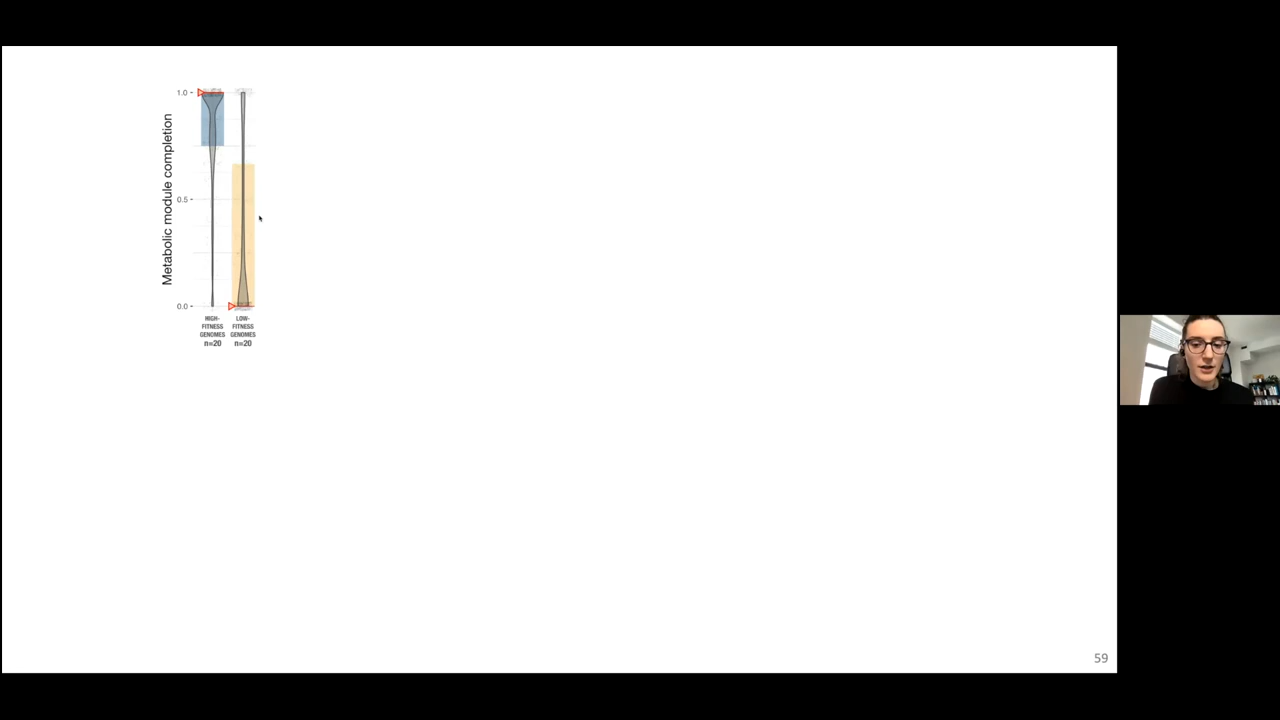 Metabolic module completion
1.0
0.5
0.0
HIGH-
FITNESS
GENOMES
n=20
LOW-
FITNESS
GENOMES
n=20
59